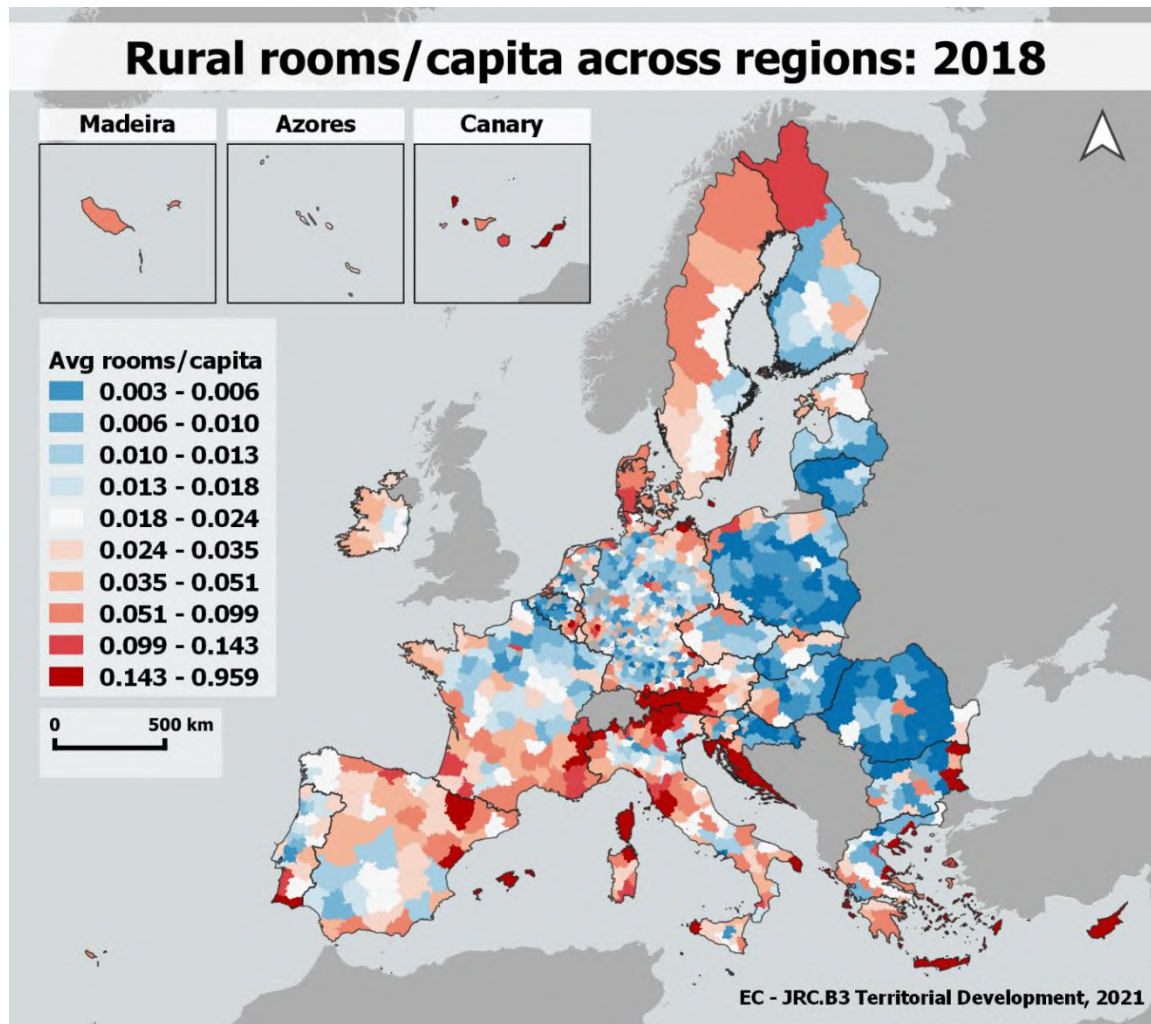 Rural rooms/capita across regions: 2018
Madeira
Azores
Canary
Avg rooms/capita
0.003 - 0.006
0.006 - 0.010
0.010 - 0.013
0.013 - 0.018
0.018 - 0.024
0.024 - 0.035
0.035 - 0.051
0.051 - 0.099
0.099 - 0.143
0.143 - 0.959
0 500 km
EC - JRC.B3 Territorial Development, 2021